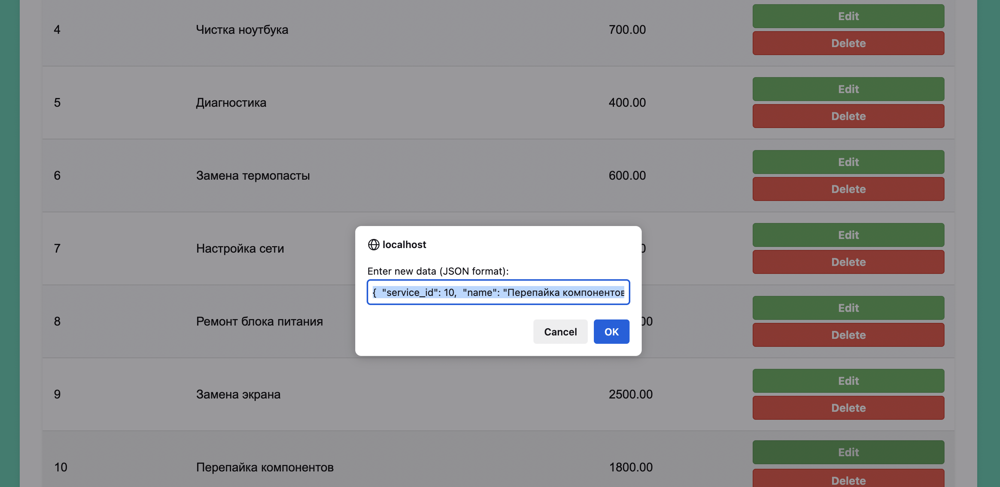 4 Чистка ноутбука 700.00 Edit
Delete
5 Диагностика 400.00 Edit
Delete
6 Замена термопасты 600.00 Edit
Delete
7 Настройка сети Edit
Delete
localhost
Enter new data (JSON format):
{ "service_id": 10, "name": "Перепайка компонентов
Cancel OK
8 Ремонт блока питания Edit
Delete
9 Замена экрана 2500.00 Edit
Delete
10 Перепайка компонентов 1800.00 Edit
Delete